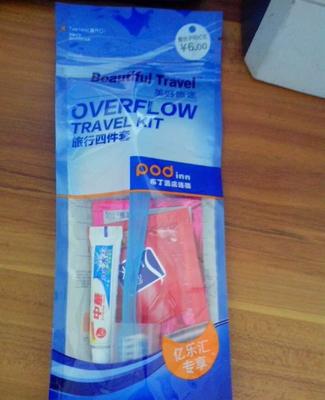 ¥6.00
Beautiful Travel
美好旅途
OVERFLOW
TRAVEL KIT
旅行四件套
pod inn
布丁酒店连锁
中華
亿乐汇
专享